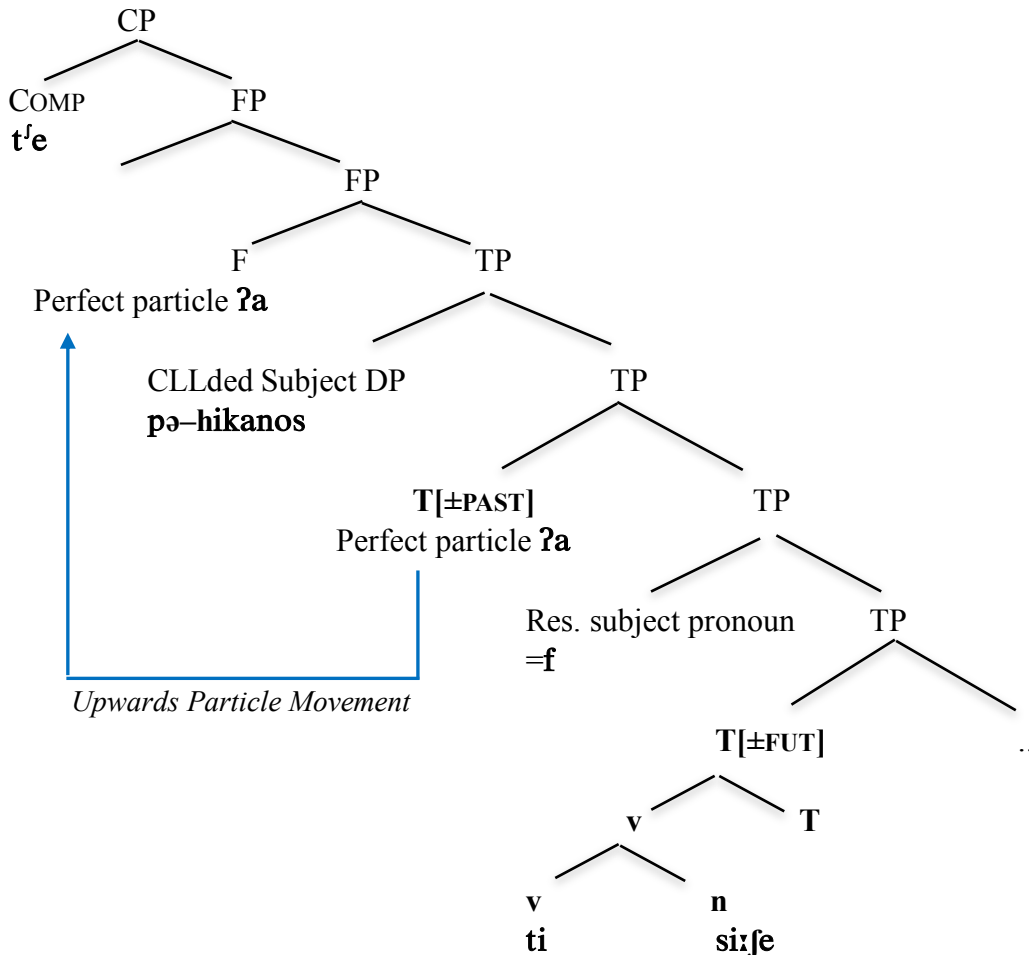 CP
COMP
FP
tᶴe
FP
F
TP
Perfect particle ʔa
CLLded Subject DP
TP
pə–hikanos
T[±PAST]
TP
Perfect particle ʔa
Res. subject pronoun
TP
=f
Upwards Particle Movement
T[±FUT]
..
v
T
v
n
ti
siːʃe